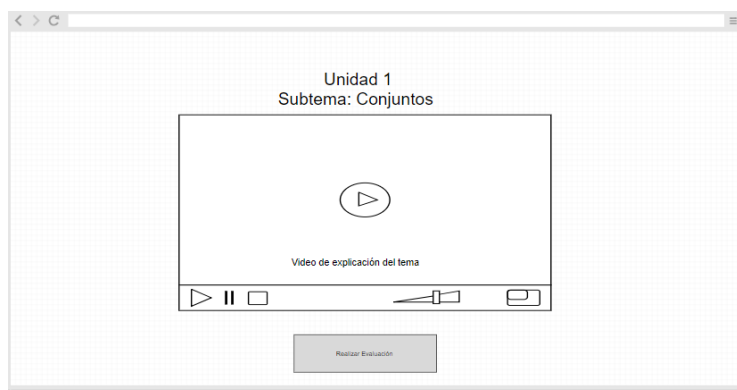 Unidad 1
Subtema: Conjuntos
Video de explicación del tema
Realizar Evaluación